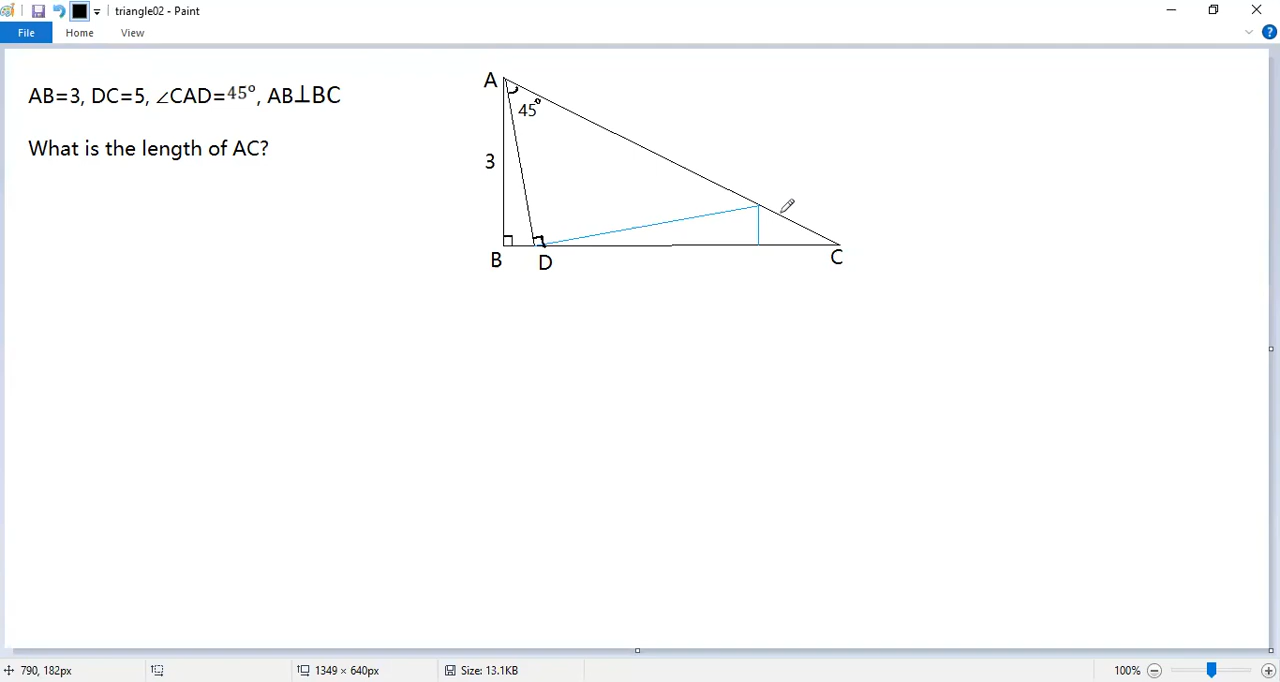 triangle02 - Paint
File Home View
?
AB=3, DC=5, ∠CAD=45°, AB⊥BC
What is the length of AC?
A
45°
3
B D C
790, 182px 1349 × 640px Size: 13.1KB 100%